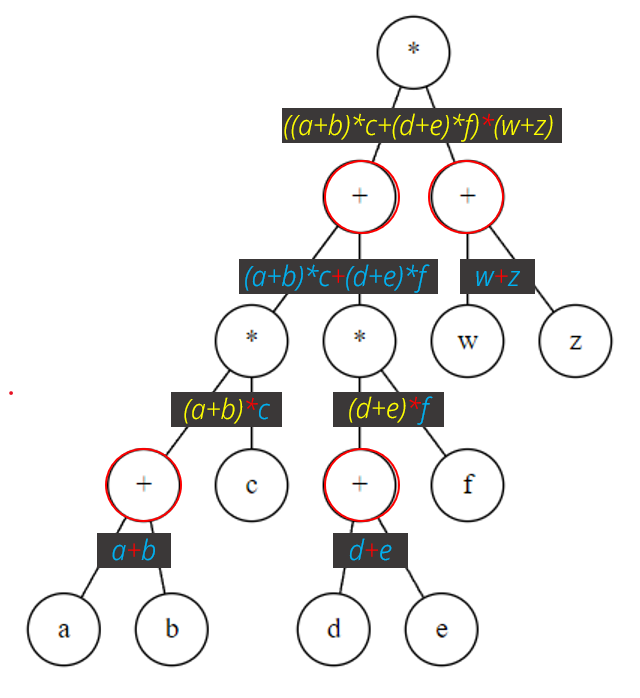 *
((a+b)*c+(d+e)*f)*(w+z)
+ +
(a+b)*c+(d+e)*f w+z
* * w z
(a+b)*c (d+e)*f
+ c + f
a+b d+e
a b d e